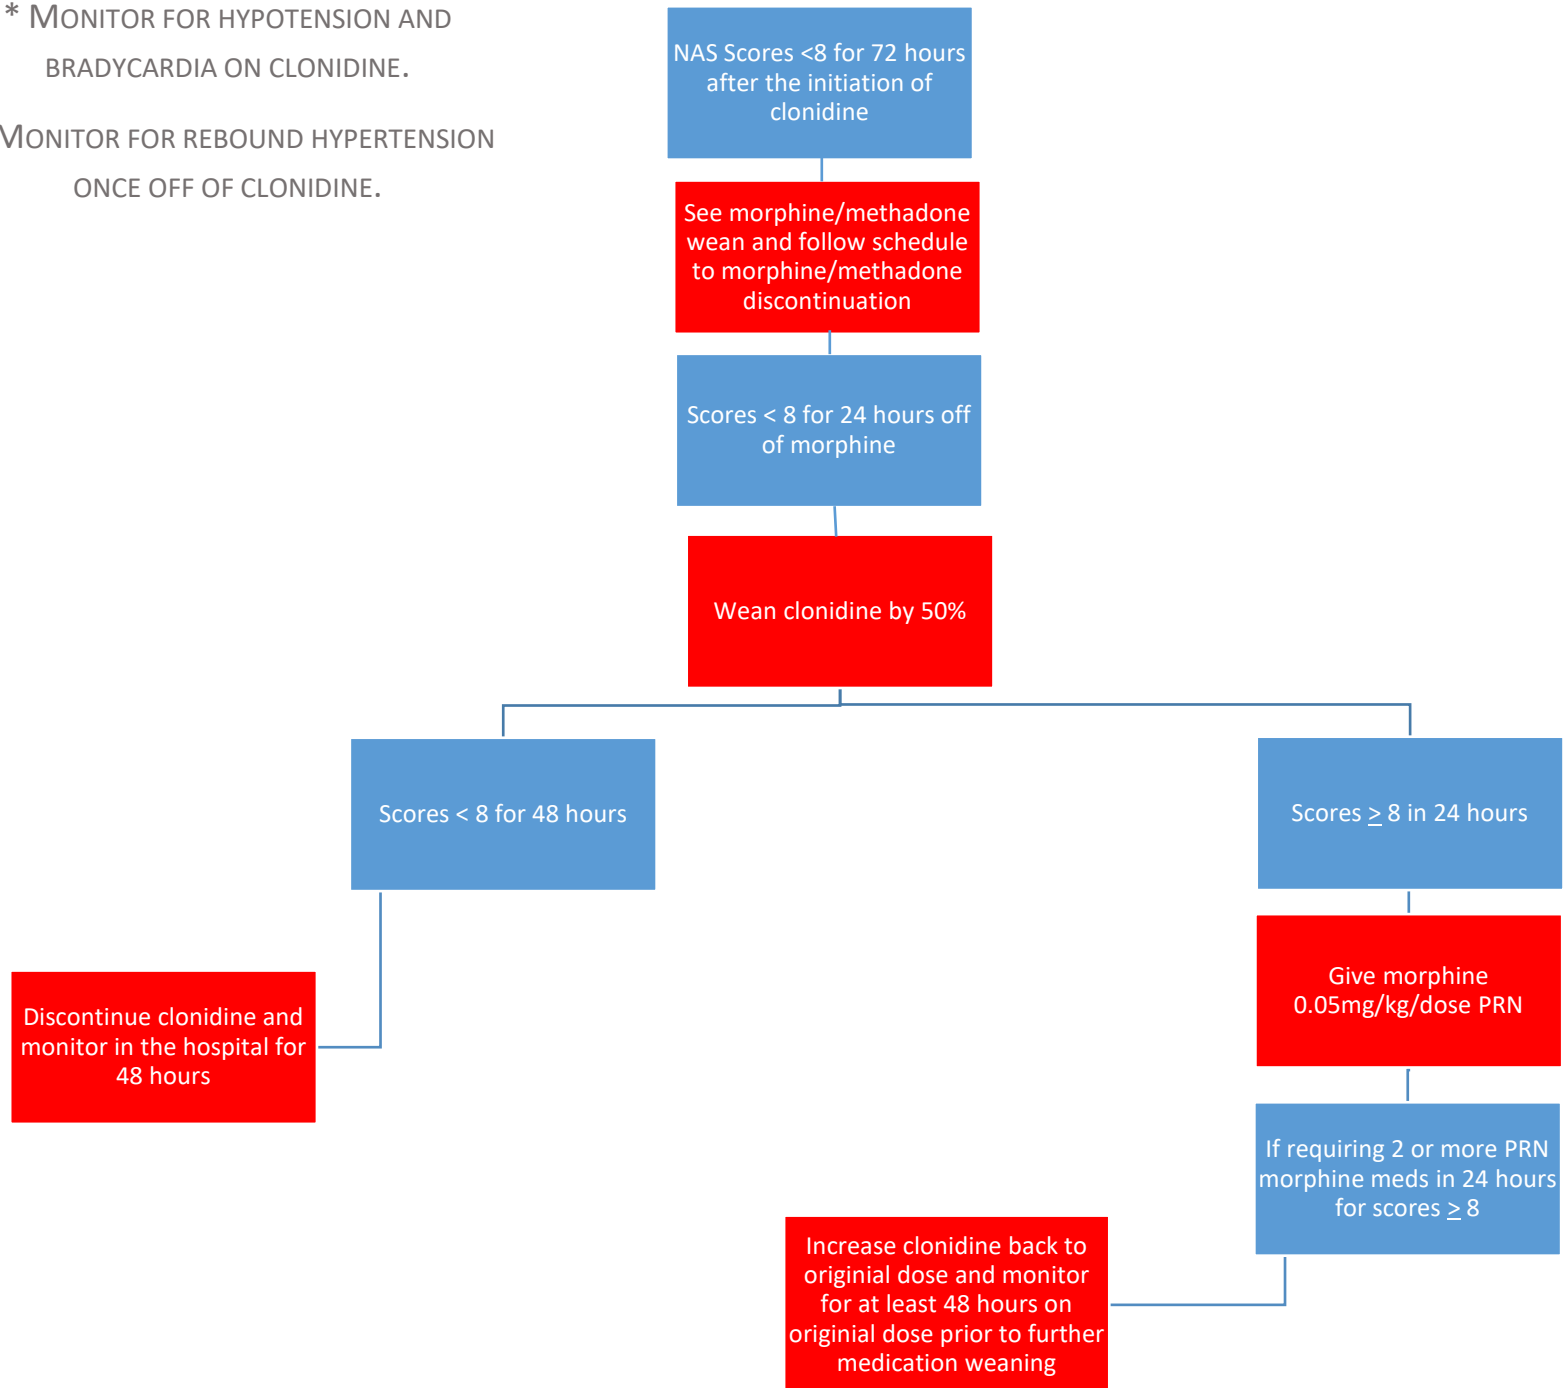 * MONITOR FOR HYPOTENSION AND
BRADYCARDIA ON CLONIDINE.
MONITOR FOR REBOUND HYPERTENSION
ONCE OFF OF CLONIDINE.
NAS Scores <8 for 72 hours
after the initiation of
clonidine
See morphine/methadone
wean and follow schedule
to morphine/methadone
discontinuation
Scores < 8 for 24 hours off
of morphine
Wean clonidine by 50%
Scores < 8 for 48 hours
Discontinue clonidine and
monitor in the hospital for
48 hours
Scores ≥ 8 in 24 hours
Give morphine
0.05mg/kg/dose PRN
If requiring 2 or more PRN
morphine meds in 24 hours
for scores ≥ 8
Increase clonidine back to
originial dose and monitor
for at least 48 hours on
originial dose prior to further
medication weaning